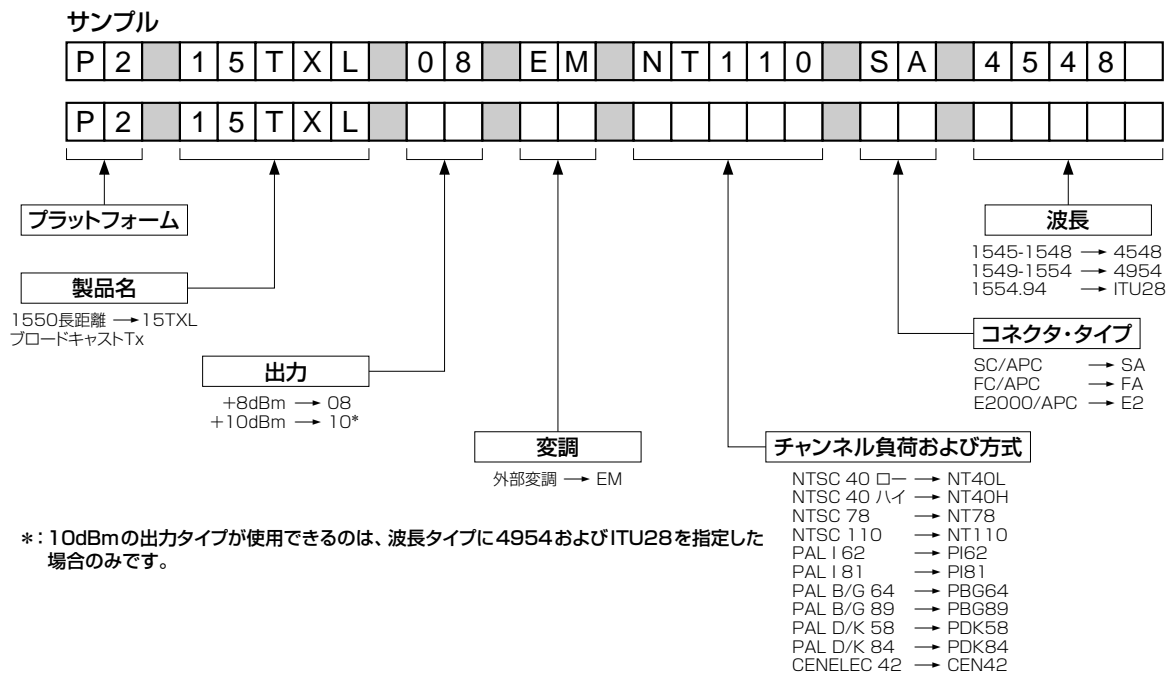 サンプル
P2 15TXL 08 EM NT110 SA 4548
P2 15TXL
プラットフォーム
製品名
1550長距離 → 15TXL
ブロードキャストTx
出力
+8dBm → 08
+10dBm → 10*
変調
外部変調 → EM
チャンネル負荷および方式
NTSC 40 ロー → NT40L
NTSC 40 ハイ → NT40H
NTSC 78 → NT78
NTSC 110 → NT110
PAL I 62 → PI62
PAL I 81 → PI81
PAL B/G 64 → PBG64
PAL B/G 89 → PBG89
PAL D/K 58 → PDK58
PAL D/K 84 → PDK84
CENELEC 42 → CEN42
コネクタ・タイプ
SC/APC → SA
FC/APC → FA
E2000/APC → E2
波長
1545-1548 → 4548
1549-1554 → 4954
1554.94 → ITU28
*：10dBmの出力タイプが使用できるのは、波長タイプに4954およびITU28を指定した
場合のみです。